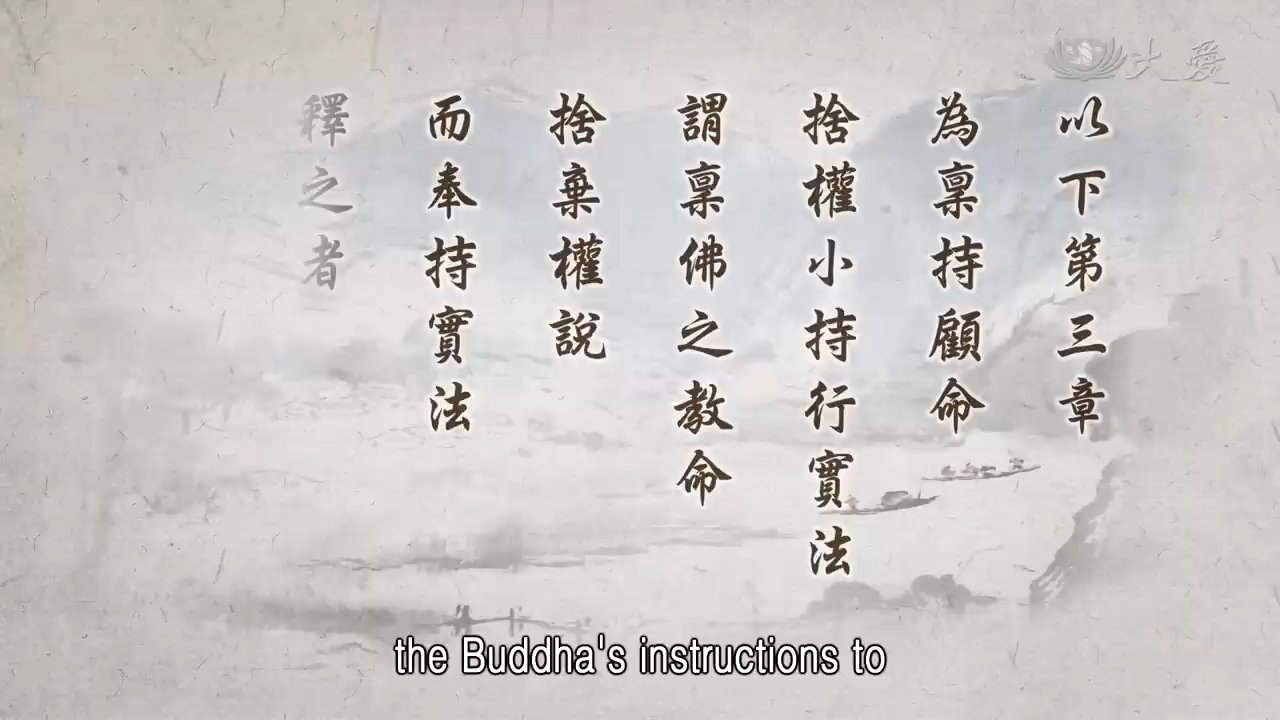 大愛
以下第三章
為稟持顧命
捨權小持行實法
謂稟佛之教命
捨棄權說
而奉持實法
釋之者
the Buddha's instructions to